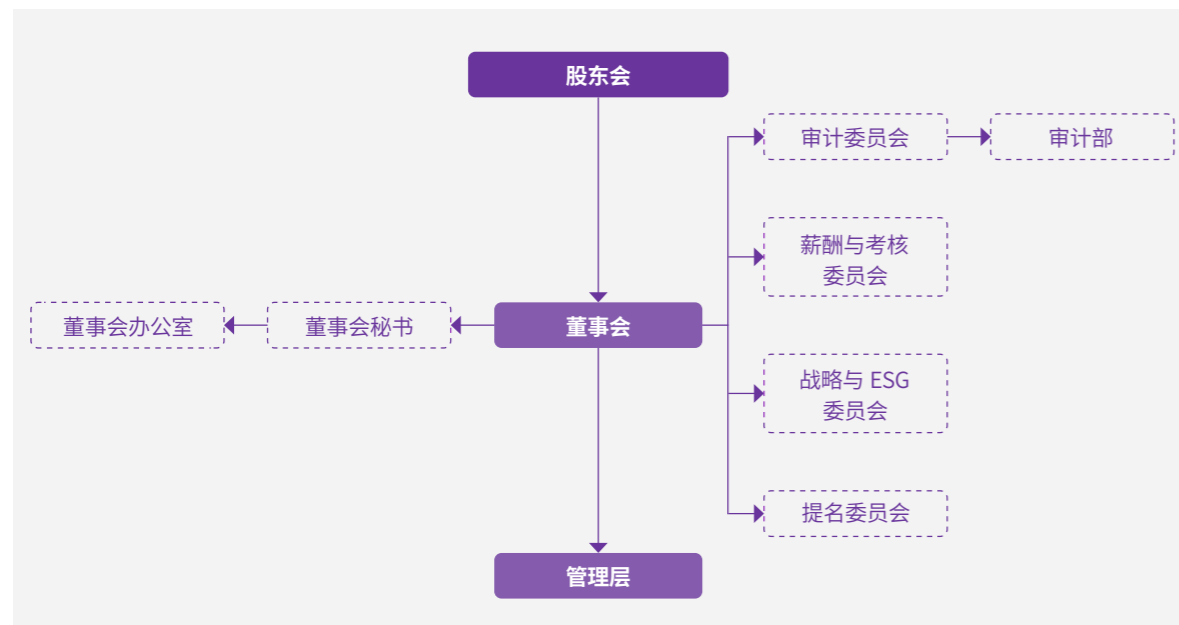 股东会
审计委员会
审计部
薪酬与考核
委员会
董事会办公室
董事会秘书
董事会
战略与 ESG
委员会
提名委员会
管理层